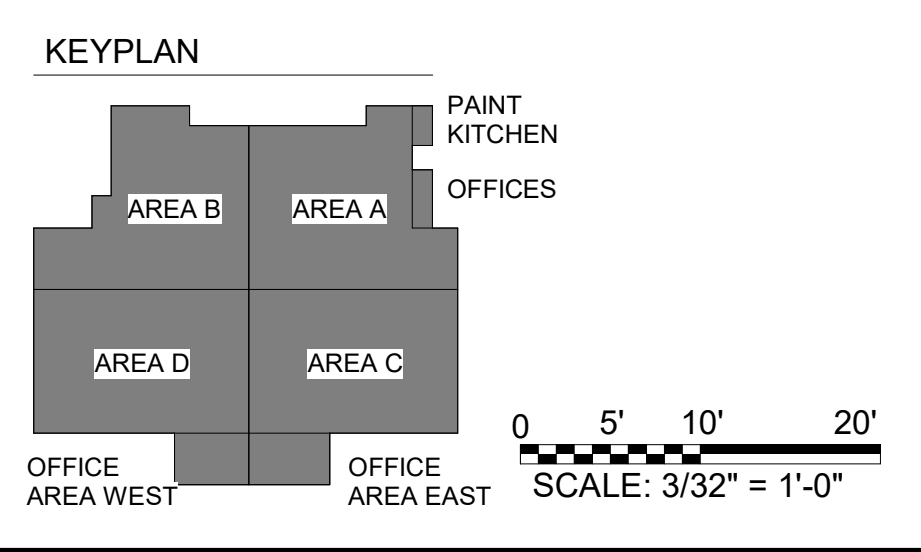 KEYPLAN
PAINT
KITCHEN
OFFICES
AREA B
AREA A
AREA D
AREA C
OFFICE
AREA WEST
OFFICE
AREA EAST
0 5' 10' 20'
SCALE: 3/32" = 1'-0"